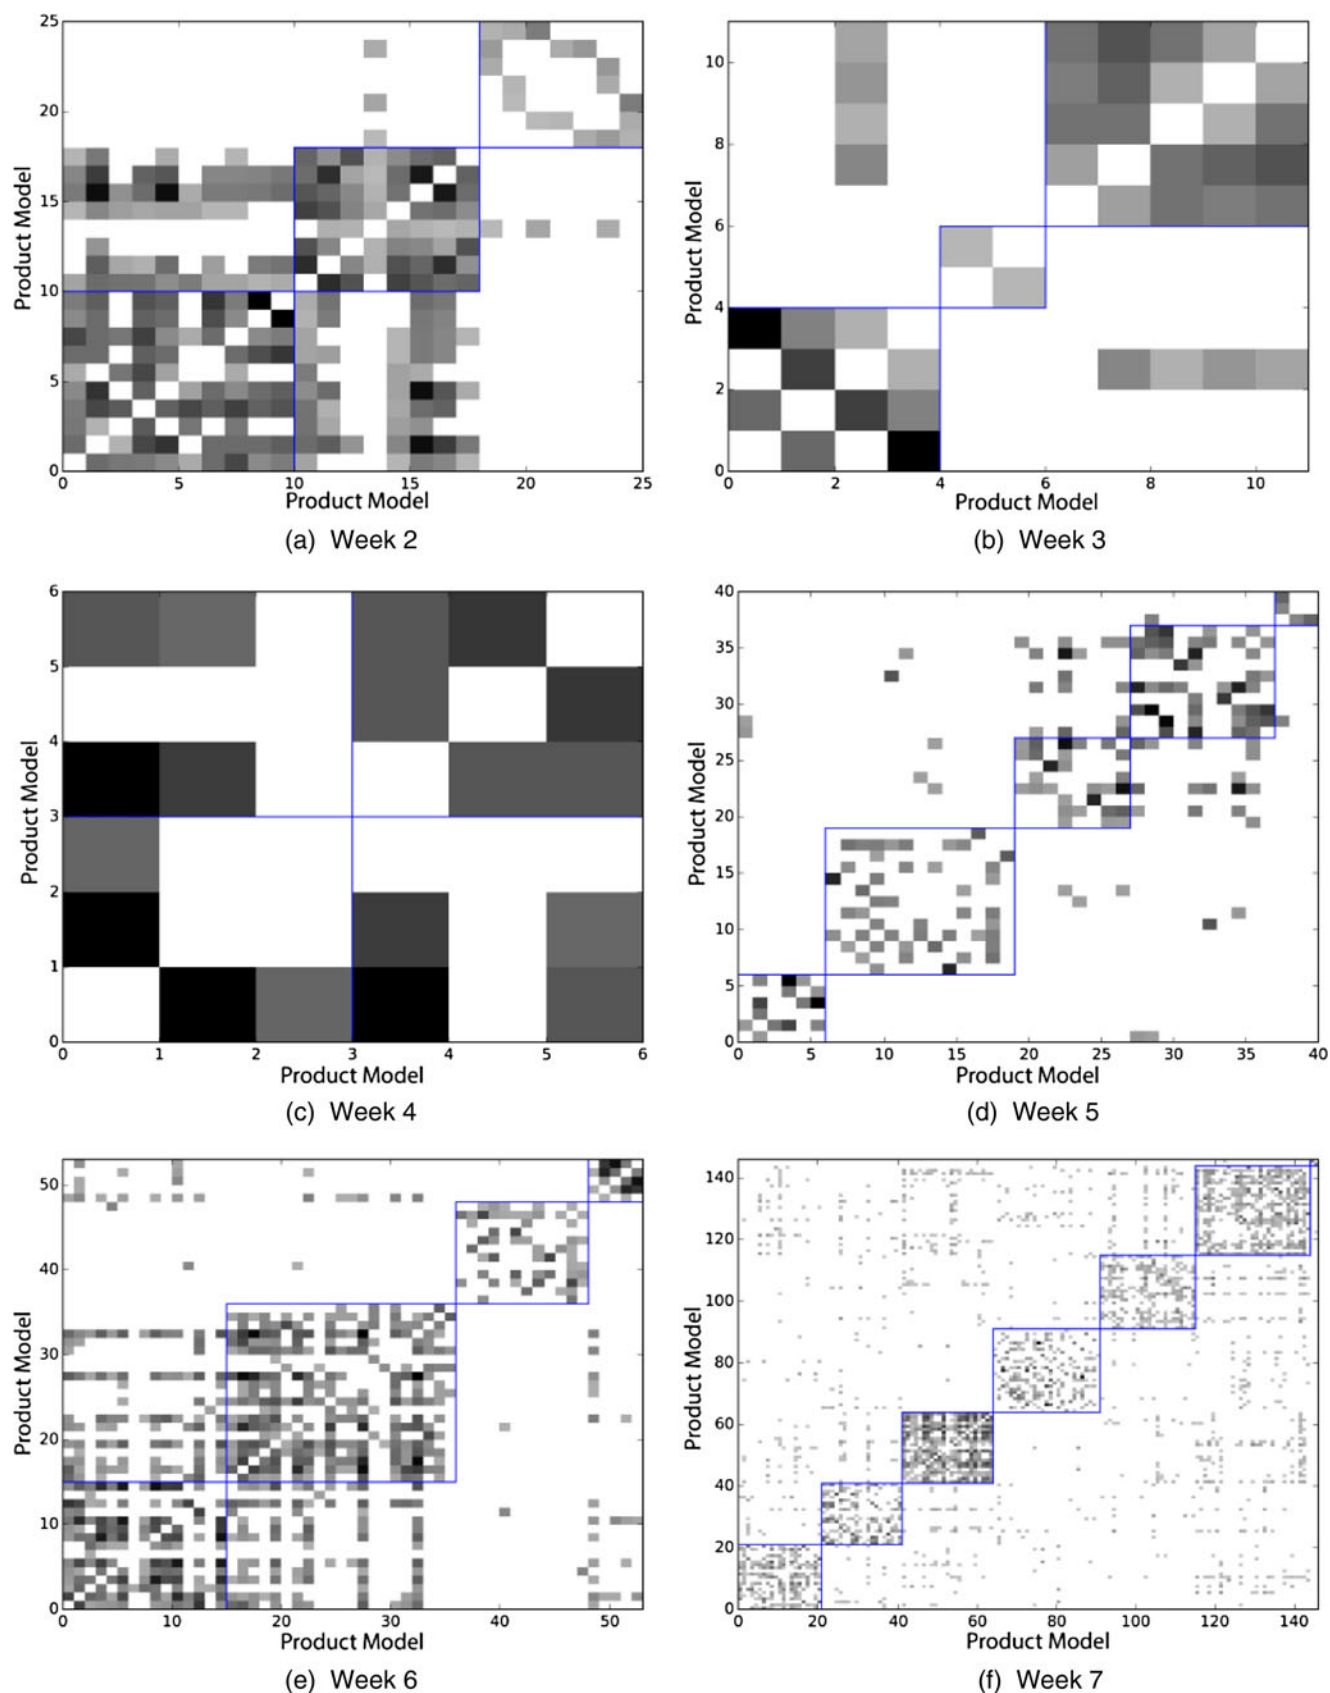 25
20
15
10
5
0
Product Model
0 5 10 15 20 25
Product Model
(a) Week 2
10
8
6
4
2
0
Product Model
0 2 4 6 8 10
Product Model
(b) Week 3
6
5
4
3
2
1
0
Product Model
0 1 2 3 4 5 6
Product Model
(c) Week 4
40
35
30
25
20
15
10
5
0
Product Model
0 5 10 15 20 25 30 35 40
Product Model
(d) Week 5
50
40
30
20
10
0
Product Model
0 10 20 30 40 50
Product Model
(e) Week 6
140
120
100
80
60
40
20
0
Product Model
0 20 40 60 80 100 120 140
Product Model
(f) Week 7